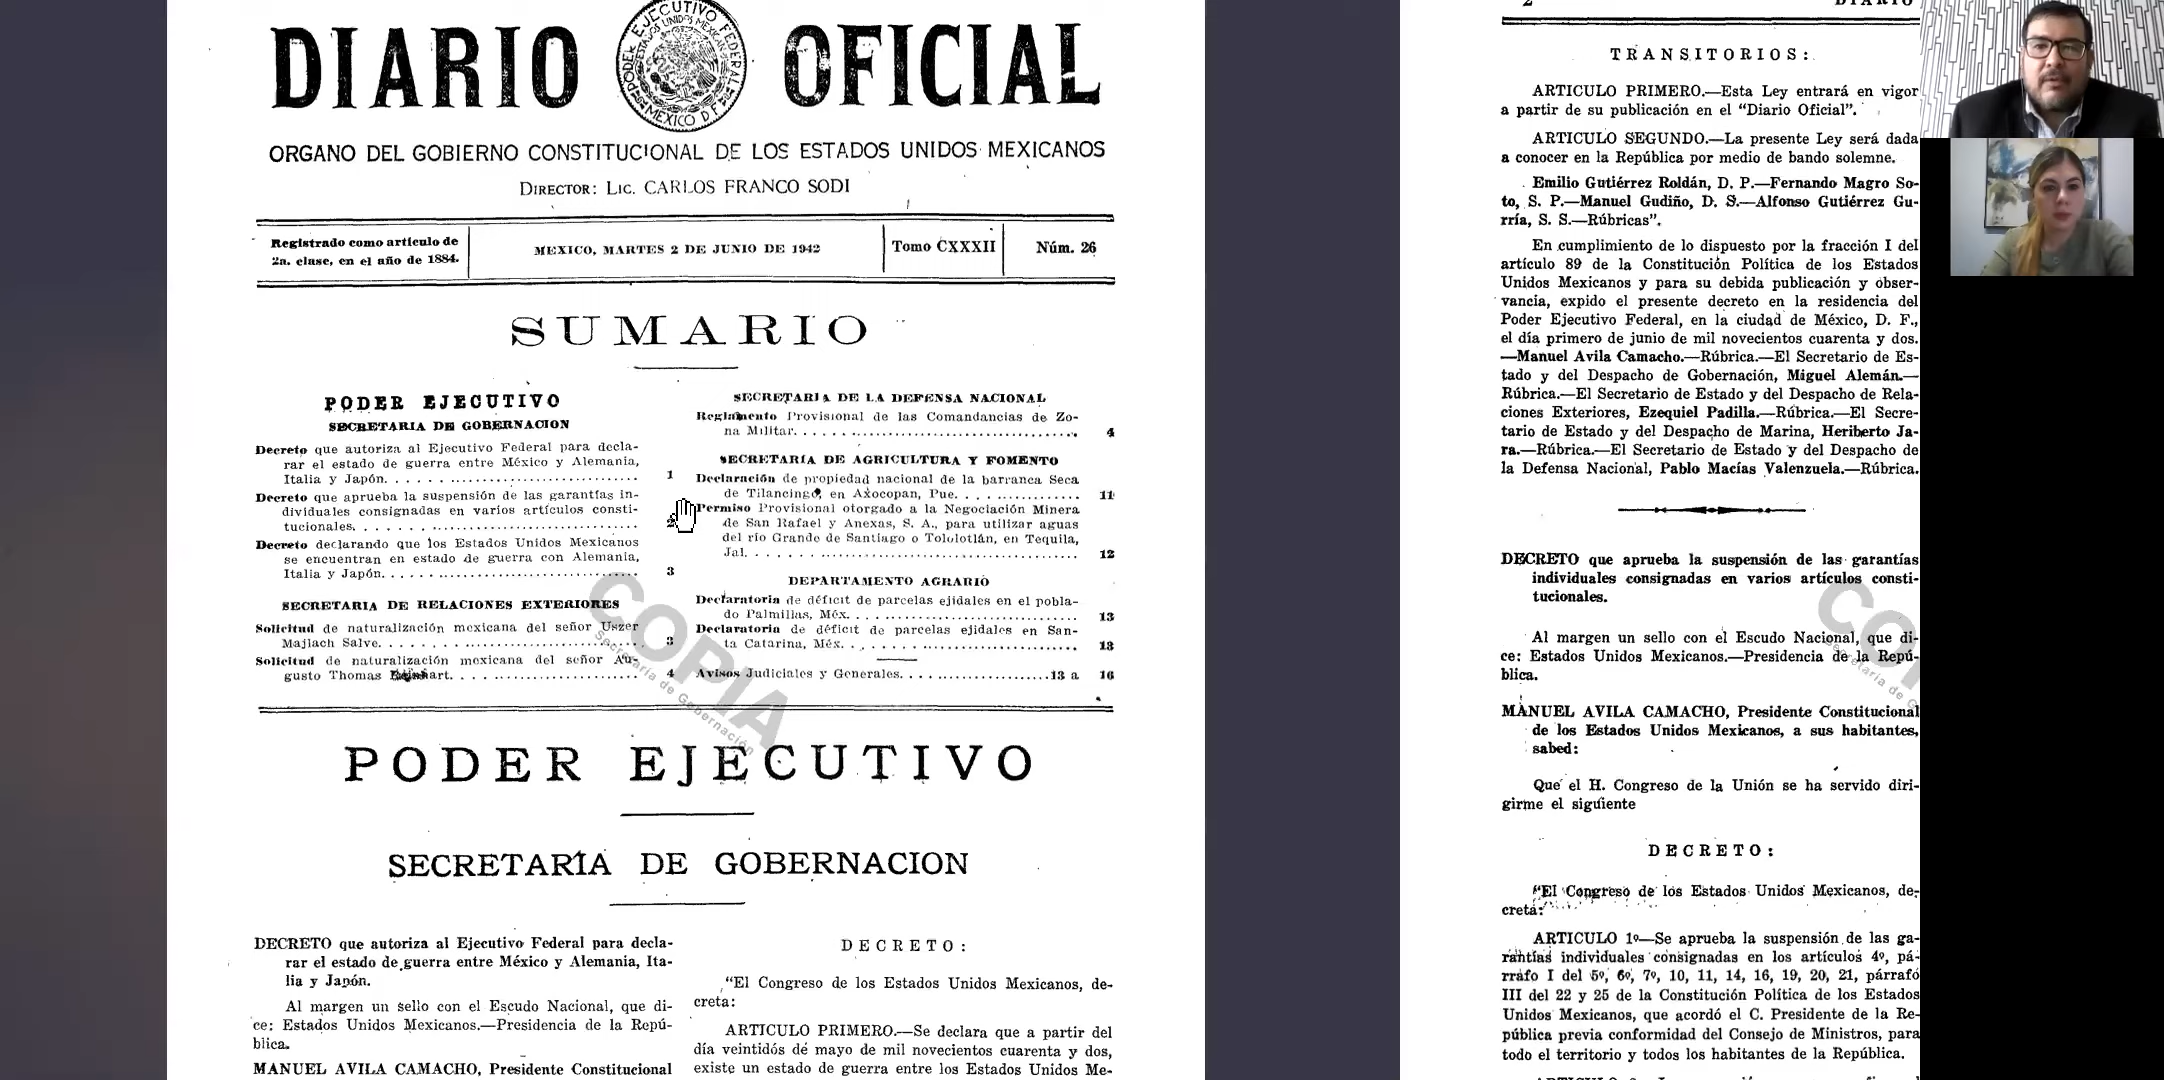 DIARIO OFICIAL
PODER EJECUTIVO FEDERAL
ESTADOS UNIDOS MEXICANOS
MEXICO D.F.
ORGANO DEL GOBIERNO CONSTITUCIONAL DE LOS ESTADOS UNIDOS MEXICANOS
DIRECTOR: LIC. CARLOS FRANCO SODI
Registrado como artículo de
2a. clase, en el año de 1884.
MEXICO, MARTES 2 DE JUNIO DE 1942
Tomo CXXXII
Núm. 26
SUMARIO
PODER EJECUTIVO
SECRETARIA DE GOBERNACION
Decreto que autoriza al Ejecutivo Federal para decla-
rar el estado de guerra entre México y Alemania,
Italia y Japón. 1
Decreto que aprueba la suspensión de las garantías in-
dividuales consignadas en varios artículos consti-
tucionales. 2
Decreto declarando que los Estados Unidos Mexicanos
se encuentran en estado de guerra con Alemania,
Italia y Japón. 3
SECRETARIA DE RELACIONES EXTERIORES
Solicitud de naturalización mexicana del señor Uszer
Majlach Salve. 3
Solicitud de naturalización mexicana del señor Au-
gusto Thomas 4
SECRETARIA DE LA DEFENSA NACIONAL
Reglamento Provisional de las Comandancias de Zo-
na Militar. 4
SECRETARIA DE AGRICULTURA Y FOMENTO
Declaración de propiedad nacional de la barranca Seca
de Tilancingo, en Axocopan, Pue. 11
Permiso Provisional otorgado a la Negociación Minera
de San Rafael y Anexas, S. A., para utilizar aguas
del río Grande de Santiago o Tololotlán, en Tequila,
Jal. 12
DEPARTAMENTO AGRARIO
Declaratoria de déficit de parcelas ejidales en el pobla-
do Palmillas, Méx. 13
Declaratoria de déficit de parcelas ejidales en San-
ta Catarina, Méx. 13
Avisos Judiciales y Generales. 13 a 16
COPIA
Secretaría de Gobernación
PODER EJECUTIVO
SECRETARIA DE GOBERNACION
DECRETO que autoriza al Ejecutivo Federal para decla-
rar el estado de guerra entre México y Alemania, Ita-
lia y Japón.
Al margen un sello con el Escudo Nacional, que di-
ce: Estados Unidos Mexicanos.—Presidencia de la Repú-
blica.
MANUEL AVILA CAMACHO, Presidente Constitucional
DECRETO:
"El Congreso de los Estados Unidos Mexicanos, de-
creta:
ARTICULO PRIMERO.—Se declara que a partir del
día veintidós de mayo de mil novecientos cuarenta y dos,
existe un estado de guerra entre los Estados Unidos Me-
2
DIARIO
TRANSITORIOS:
ARTICULO PRIMERO.—Esta Ley entrará en vigor
a partir de su publicación en el "Diario Oficial".
ARTICULO SEGUNDO.—La presente Ley será dada
a conocer en la República por medio de bando solemne.
Emilio Gutiérrez Roldán, D. P.—Fernando Magro So-
to, S. P.—Manuel Gudiño, D. S.—Alfonso Gutiérrez Gu-
rría, S. S.—Rúbricas".
En cumplimiento de lo dispuesto por la fracción I del
artículo 89 de la Constitución Política de los Estados
Unidos Mexicanos y para su debida publicación y obser-
vancia, expido el presente decreto en la residencia del
Poder Ejecutivo Federal, en la ciudad de México, D. F.,
el día primero de junio de mil novecientos cuarenta y dos.
—Manuel Avila Camacho.—Rúbrica.—El Secretario de Es-
tado y del Despacho de Gobernación, Miguel Alemán.—
Rúbrica.—El Secretario de Estado y del Despacho de Rela-
ciones Exteriores, Ezequiel Padilla.—Rúbrica.—El Secre-
tario de Estado y del Despacho de Marina, Heriberto Ja-
ra.—Rúbrica.—El Secretario de Estado y del Despacho de
la Defensa Nacional, Pablo Macías Valenzuela.—Rúbrica.
DECRETO que aprueba la suspensión de las garantías
individuales consignadas en varios artículos consti-
tucionales.
Al margen un sello con el Escudo Nacional, que di-
ce: Estados Unidos Mexicanos.—Presidencia de la Repú-
blica.
MANUEL AVILA CAMACHO, Presidente Constitucional
de los Estados Unidos Mexicanos, a sus habitantes,
sabed:
Que el H. Congreso de la Unión se ha servido diri-
girme el siguiente
DECRETO:
"El Congreso de los Estados Unidos Mexicanos, de-
creta:
ARTICULO 1º—Se aprueba la suspensión de las ga-
rantías individuales consignadas en los artículos 4º, pá-
rrafo I del 5º, 6º, 7º, 10, 11, 14, 16, 19, 20, 21, párrafo
III del 22 y 25 de la Constitución Política de los Estados
Unidos Mexicanos, que acordó el C. Presidente de la Re-
pública previa conformidad del Consejo de Ministros, para
todo el territorio y todos los habitantes de la República.